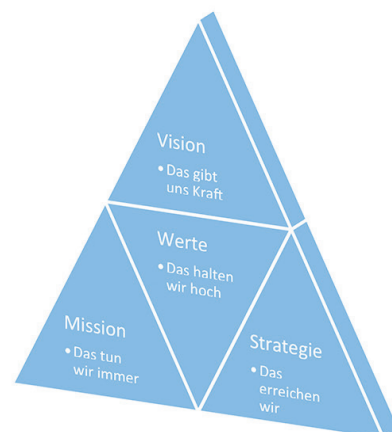 Vision
• Das gibt
uns Kraft
Werte
• Das halten
wir hoch
Mission
• Das tun
wir immer
Strategie
• Das
erreichen
wir